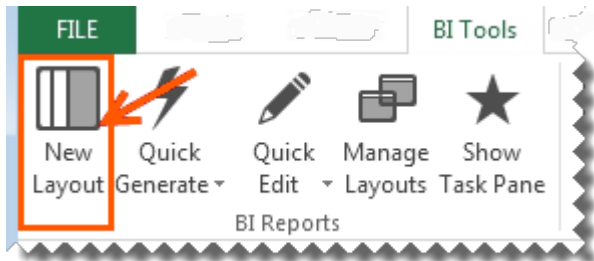 FILE BI Tools
New Quick Quick Manage Show
Layout Generate Edit Layouts Task Pane
BI Reports